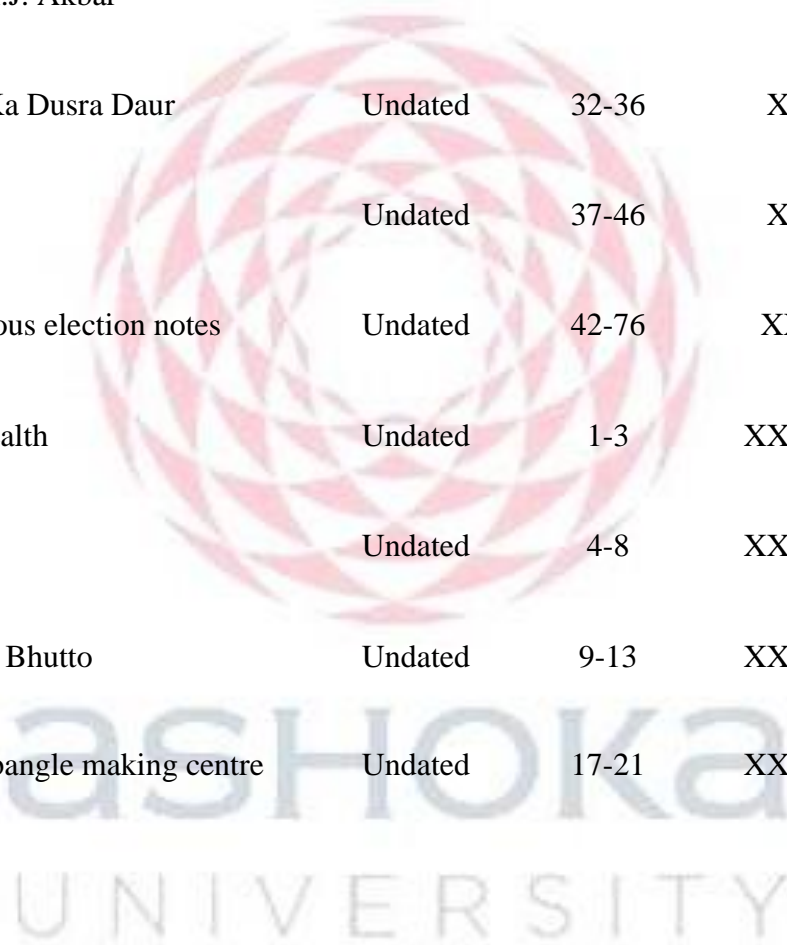 .J. Akbar
Ka Dusra Daur Undated 32-36 X
Undated 37-46 X
ous election notes Undated 42-76 XX
alth Undated 1-3 XX
Undated 4-8 XX
Bhutto Undated 9-13 XX
bangle making centre Undated 17-21 XX
ASHOKA
UNIVERSITY